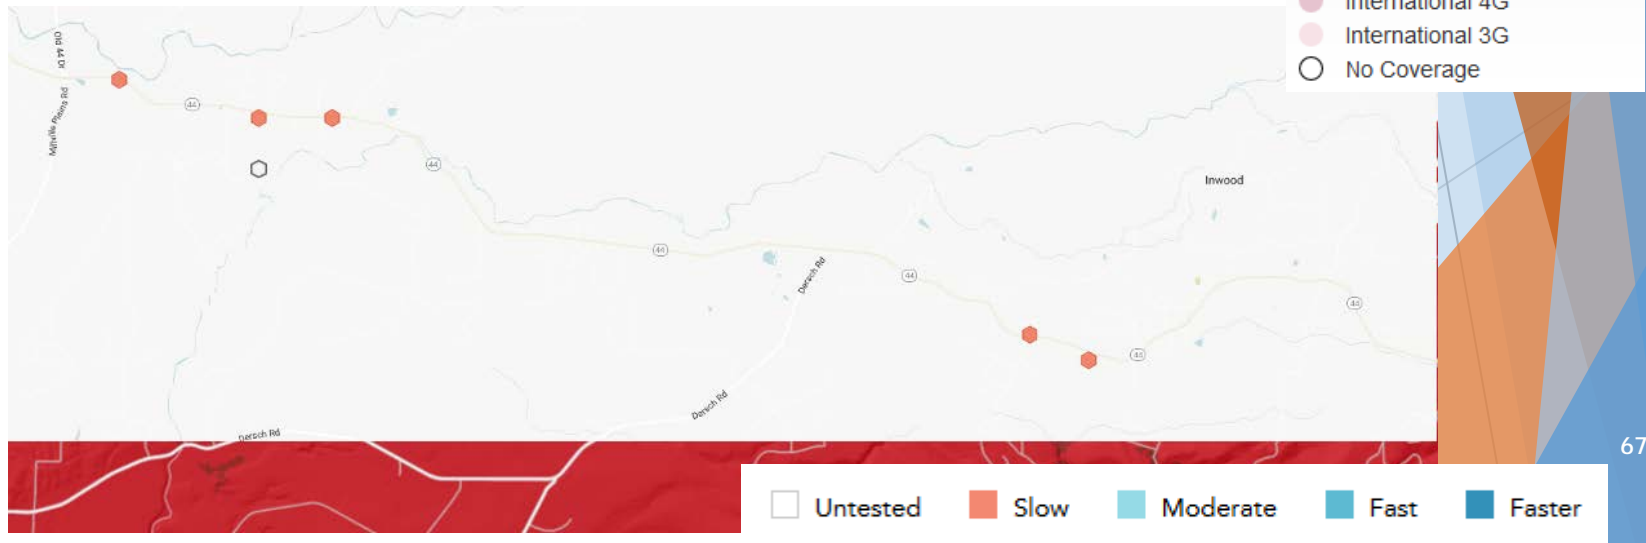 International 4G
International 3G
No Coverage
Old 44 Dr
Millville Plains Rd
44
44
44
Inwood
Dersch Rd
44
44
44
Dersch Rd
Dersch Rd
67
Untested
Slow
Moderate
Fast
Faster